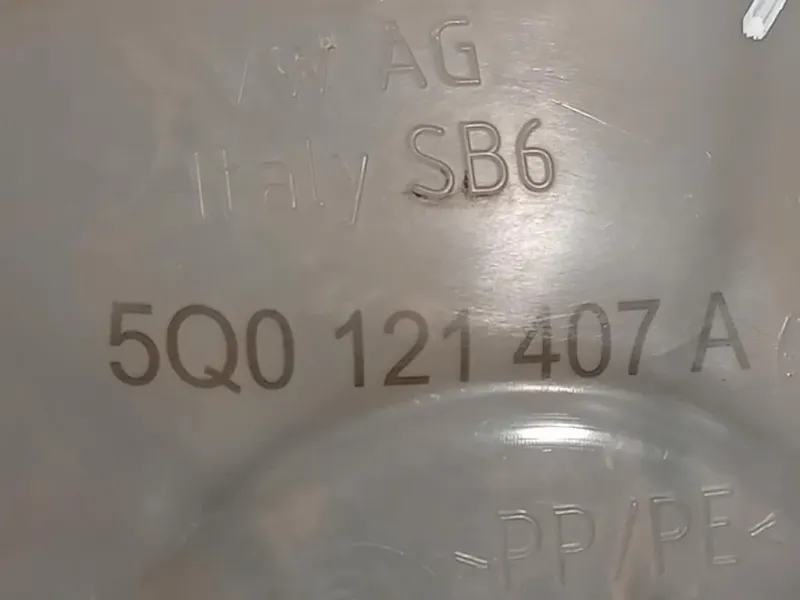 VW AG
Italy SB6
5Q0 121 407 A
>PP/PE<